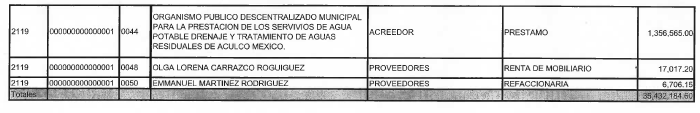 ORGANISMO PUBLICO DESCENTRALIZADO MUNICIPAL
PARA LA PRESTACION DE LOS SERVIVIOS DE AGUA
2119 000000000000001 0044 POTABLE DRENAJE Y TRATAMIENTO DE AGUAS ACREEDOR PRESTAMO 1,356,565.00
RESIDUALES DE ACULCO MEXICO.
2119 000000000000001 0048 OLGA LORENA CARRAZCO ROGUIGUEZ PROVEEDORES RENTA DE MOBILIARIO 17,017.20
2119 000000000000001 0050 EMMANUEL MARTINEZ RODRIGUEZ PROVEEDORES REFACCIONARIA 6,706.15
Totales 35,432,184.60